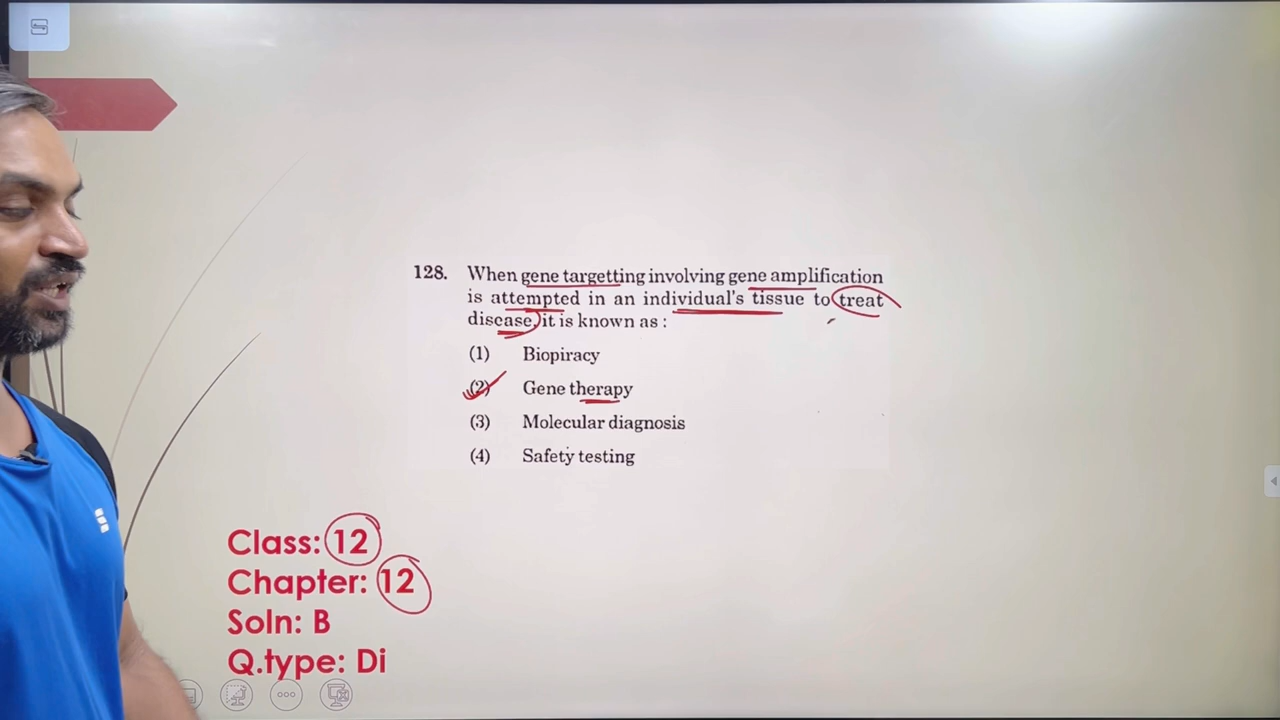 128. When gene targetting involving gene amplification
is attempted in an individual's tissue to treat
disease, it is known as :
(1) Biopiracy
(2) Gene therapy
(3) Molecular diagnosis
(4) Safety testing
Class: 12
Chapter: 12
Soln: B
Q.type: Di